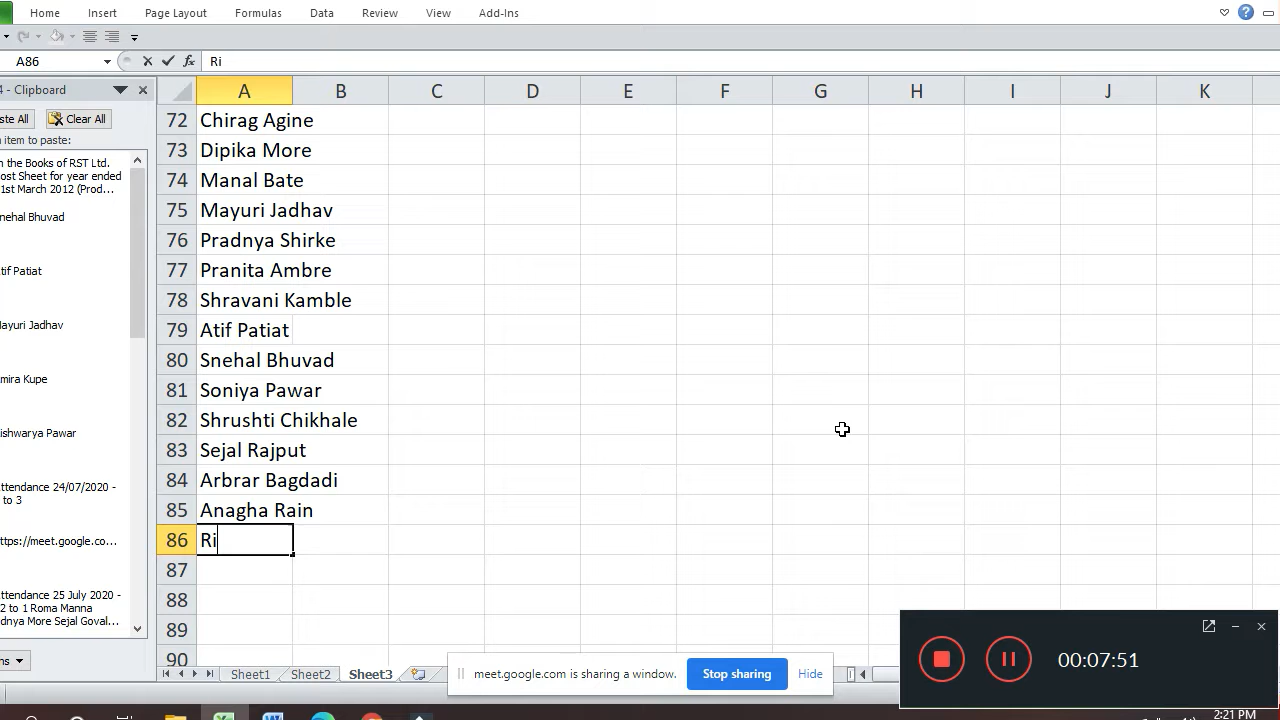 Home Insert Page Layout Formulas Data Review View Add-Ins
A86 fx Ri
4 - Clipboard
ste All Clear All
n item to paste:
n the Books of RST Ltd.
ost Sheet for year ended
1st March 2012 (Prod...
nehal Bhuvad
tif Patiat
ayuri Jadhav
mira Kupe
ishwarya Pawar
ttendance 24/07/2020 -
to 3
ttps://meet.google.co...
ttendance 25 July 2020 -
2 to 1 Roma Manna
dnya More Sejal Goval...
ns
A B C D E F G H I J K
72 Chirag Agine
73 Dipika More
74 Manal Bate
75 Mayuri Jadhav
76 Pradnya Shirke
77 Pranita Ambre
78 Shravani Kamble
79 Atif Patiat
80 Snehal Bhuvad
81 Soniya Pawar
82 Shrushti Chikhale
83 Sejal Rajput
84 Arbrar Bagdadi
85 Anagha Rain
86 Ri
87
88
89
90
Sheet1 Sheet2 Sheet3
meet.google.com is sharing a window. Stop sharing Hide
00:07:51
2:21 PM